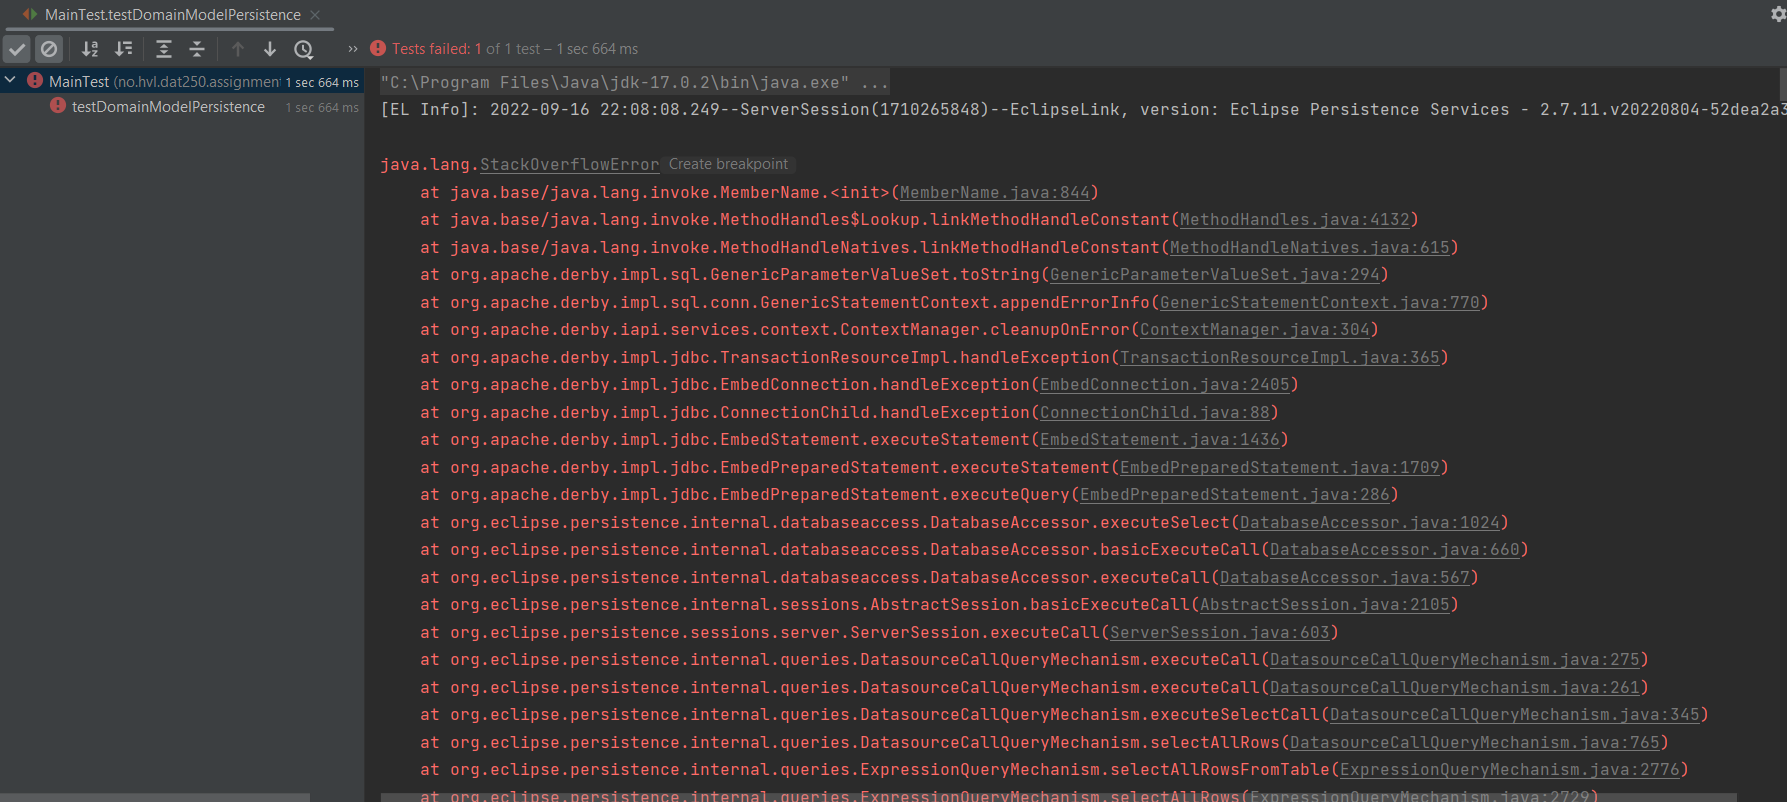 MainTest.testDomainModelPersistence
Tests failed: 1 of 1 test – 1 sec 664 ms
MainTest (no.hvl.dat250.assignment 1 sec 664 ms
testDomainModelPersistence 1 sec 664 ms
"C:\Program Files\Java\jdk-17.0.2\bin\java.exe" ...
[EL Info]: 2022-09-16 22:08:08.249--ServerSession(1710265848)--EclipseLink, version: Eclipse Persistence Services - 2.7.11.v20220804-52dea2a3
java.lang.StackOverflowError Create breakpoint
at java.base/java.lang.invoke.MemberName.<init>(MemberName.java:844)
at java.base/java.lang.invoke.MethodHandles$Lookup.linkMethodHandleConstant(MethodHandles.java:4132)
at java.base/java.lang.invoke.MethodHandleNatives.linkMethodHandleConstant(MethodHandleNatives.java:615)
at org.apache.derby.impl.sql.GenericParameterValueSet.toString(GenericParameterValueSet.java:294)
at org.apache.derby.impl.sql.conn.GenericStatementContext.appendErrorInfo(GenericStatementContext.java:770)
at org.apache.derby.iapi.services.context.ContextManager.cleanupOnError(ContextManager.java:304)
at org.apache.derby.impl.jdbc.TransactionResourceImpl.handleException(TransactionResourceImpl.java:365)
at org.apache.derby.impl.jdbc.EmbedConnection.handleException(EmbedConnection.java:2405)
at org.apache.derby.impl.jdbc.ConnectionChild.handleException(ConnectionChild.java:88)
at org.apache.derby.impl.jdbc.EmbedStatement.executeStatement(EmbedStatement.java:1436)
at org.apache.derby.impl.jdbc.EmbedPreparedStatement.executeStatement(EmbedPreparedStatement.java:1709)
at org.apache.derby.impl.jdbc.EmbedPreparedStatement.executeQuery(EmbedPreparedStatement.java:286)
at org.eclipse.persistence.internal.databaseaccess.DatabaseAccessor.executeSelect(DatabaseAccessor.java:1024)
at org.eclipse.persistence.internal.databaseaccess.DatabaseAccessor.basicExecuteCall(DatabaseAccessor.java:660)
at org.eclipse.persistence.internal.databaseaccess.DatabaseAccessor.executeCall(DatabaseAccessor.java:567)
at org.eclipse.persistence.internal.sessions.AbstractSession.basicExecuteCall(AbstractSession.java:2105)
at org.eclipse.persistence.sessions.server.ServerSession.executeCall(ServerSession.java:603)
at org.eclipse.persistence.internal.queries.DatasourceCallQueryMechanism.executeCall(DatasourceCallQueryMechanism.java:275)
at org.eclipse.persistence.internal.queries.DatasourceCallQueryMechanism.executeCall(DatasourceCallQueryMechanism.java:261)
at org.eclipse.persistence.internal.queries.DatasourceCallQueryMechanism.executeSelectCall(DatasourceCallQueryMechanism.java:345)
at org.eclipse.persistence.internal.queries.DatasourceCallQueryMechanism.selectAllRows(DatasourceCallQueryMechanism.java:765)
at org.eclipse.persistence.internal.queries.ExpressionQueryMechanism.selectAllRowsFromTable(ExpressionQueryMechanism.java:2776)
at org.eclipse.persistence.internal.queries.ExpressionQueryMechanism.selectAllRows(ExpressionQueryMechanism.java:2729)